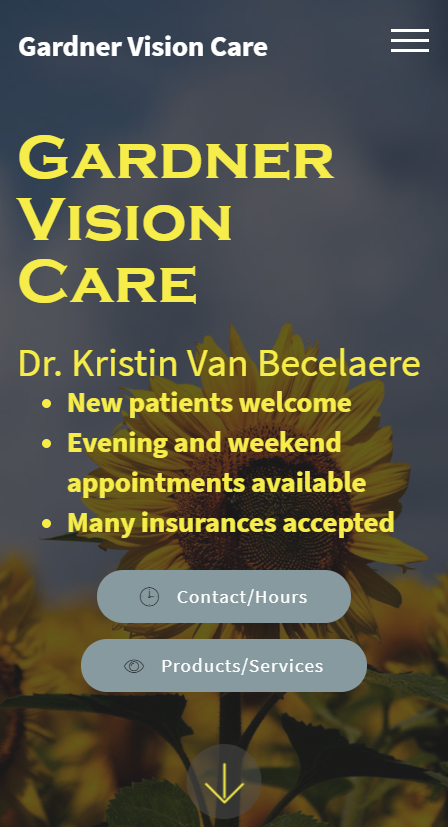 Gardner Vision Care
Gardner
Vision
Care
Dr. Kristin Van Becelaere
New patients welcome
Evening and weekend
appointments available
Many insurances accepted
Contact/Hours
Products/Services